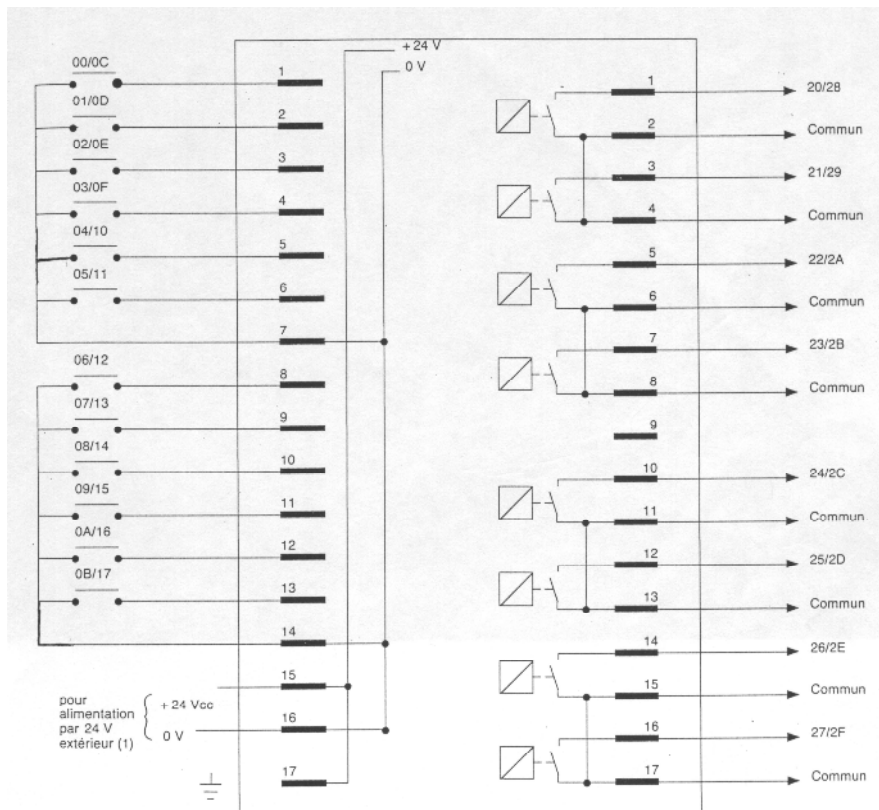 + 24 V
0 V
00/0C
01/0D
02/0E
03/0F
04/10
05/11
06/12
07/13
08/14
09/15
0A/16
0B/17
1
2
3
4
5
6
7
8
9
10
11
12
13
14
15
16
17
pour
alimentation
par 24 V
extérieur (1)
+ 24 Vcc
0 V
1
2
3
4
5
6
7
8
9
10
11
12
13
14
15
16
17
20/28
Commun
21/29
Commun
22/2A
Commun
23/2B
Commun
24/2C
Commun
25/2D
Commun
26/2E
Commun
27/2F
Commun